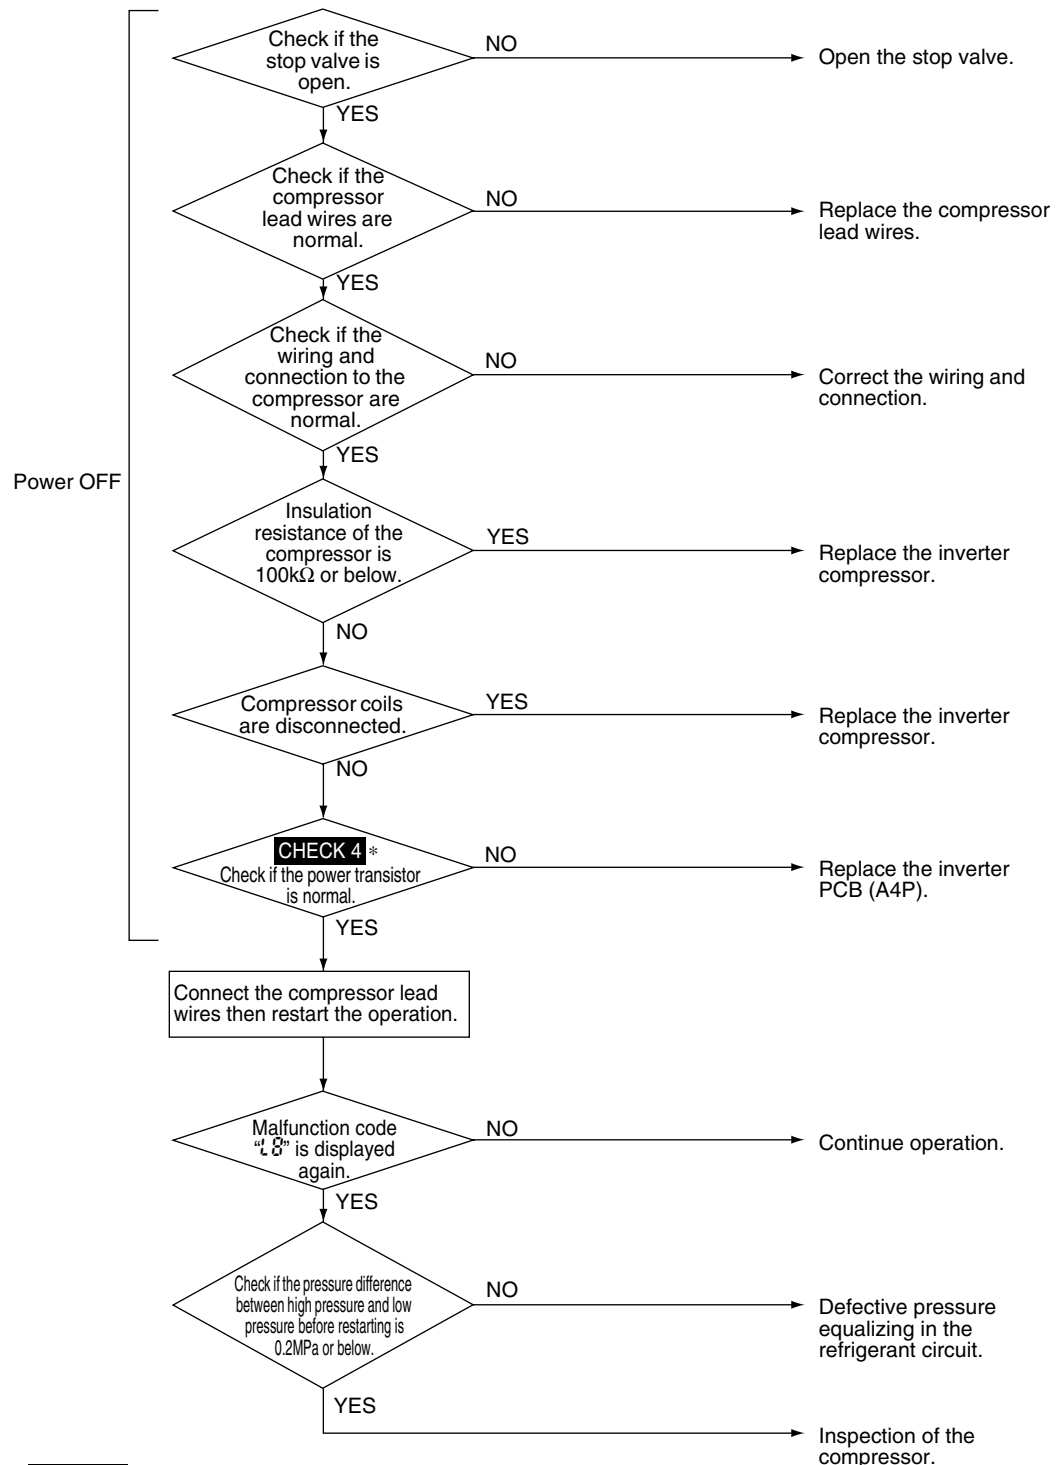 Check if the
stop valve is
open.
NO
Open the stop valve.
YES
Check if the
compressor
lead wires are
normal.
NO
Replace the compressor
lead wires.
YES
Check if the
wiring and
connection to the
compressor are
normal.
NO
Correct the wiring and
connection.
YES
Power OFF
Insulation
resistance of the
compressor is
100kΩ or below.
YES
Replace the inverter
compressor.
NO
Compressor coils
are disconnected.
YES
Replace the inverter
compressor.
NO
CHECK 4 *
Check if the power transistor
is normal.
NO
Replace the inverter
PCB (A4P).
YES
Connect the compressor lead
wires then restart the operation.
Malfunction code
“L8” is displayed
again.
NO
Continue operation.
YES
Check if the pressure difference
between high pressure and low
pressure before restarting is
0.2MPa or below.
NO
Defective pressure
equalizing in the
refrigerant circuit.
YES
Inspection of the
compressor.